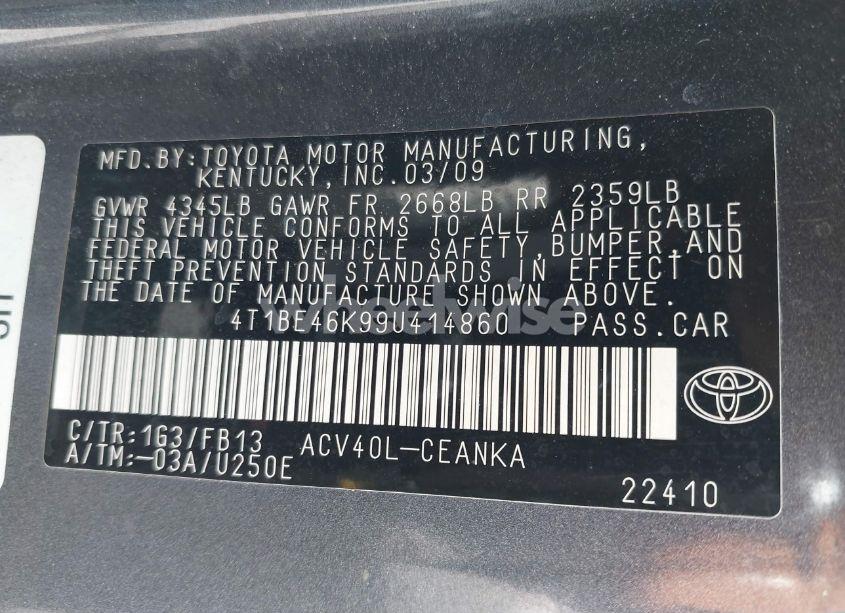 MFD.BY:TOYOTA MOTOR MANUFACTURING,
KENTUCKY,INC.03/09
GVWR 4345LB GAWR FR 2668LB RR 2359LB
THIS VEHICLE CONFORMS TO ALL APPLICABLE
FEDERAL MOTOR VEHICLE SAFETY,BUMPER,AND
THEFT PREVENTION STANDARDS IN EFFECT ON
THE DATE OF MANUFACTURE SHOWN ABOVE.
4T1BE46K99U414860 PASS.CAR
C/TR:1G3/FB13 ACV40L-CEANKA
A/TM:-03A/U250E
22410